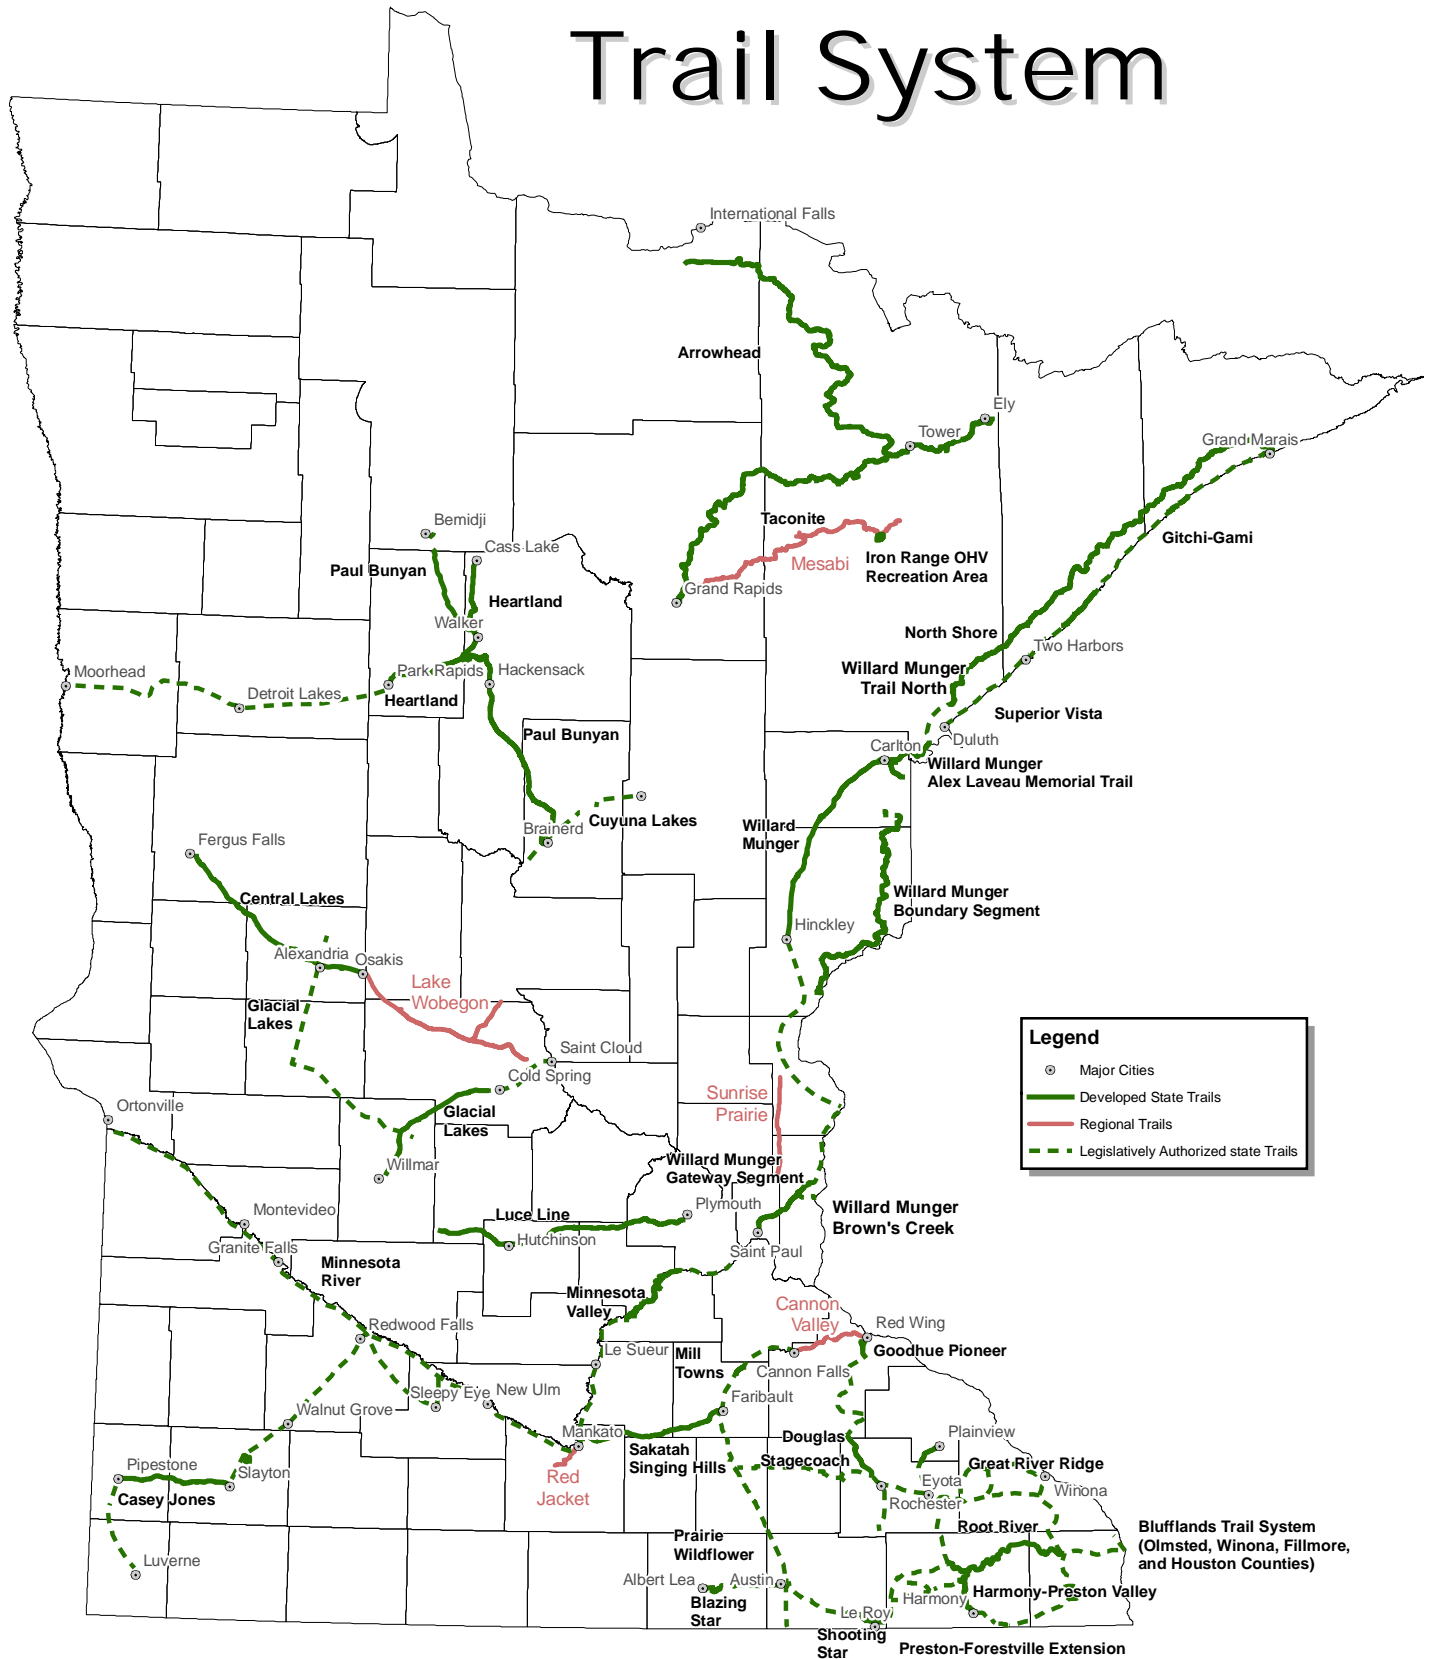 Trail System
International Falls
Arrowhead
Ely
Tower
Grand Marais
Taconite
Mesabi
Iron Range OHV
Recreation Area
Gitchi-Gami
Bemidji
Cass Lake
Paul Bunyan
Heartland
Grand Rapids
Walker
North Shore
Two Harbors
Moorhead
Park Rapids
Hackensack
Willard Munger
Trail North
Detroit Lakes
Heartland
Superior Vista
Paul Bunyan
Duluth
Carlton
Willard Munger
Alex Laveau Memorial Trail
Brainerd
Cuyuna Lakes
Willard
Munger
Fergus Falls
Central Lakes
Willard Munger
Boundary Segment
Hinckley
Alexandria
Osakis
Lake
Wobegon
Glacial
Lakes
Legend
Major Cities
Developed State Trails
Regional Trails
Legislatively Authorized state Trails
Saint Cloud
Cold Spring
Sunrise
Prairie
Ortonville
Glacial
Lakes
Willmar
Willard Munger
Gateway Segment
Plymouth
Willard Munger
Brown's Creek
Montevideo
Luce Line
Hutchinson
Granite Falls
Saint Paul
Minnesota
River
Minnesota
Valley
Cannon
Valley
Red Wing
Redwood Falls
Goodhue Pioneer
Le Sueur
Mill
Towns
Cannon Falls
Sleepy Eye
New Ulm
Faribault
Walnut Grove
Mankato
Douglas
Plainview
Sakatah
Singing Hills
Stagecoach
Great River Ridge
Pipestone
Slayton
Red
Jacket
Eyota
Winona
Casey Jones
Rochester
Root River
Blufflands Trail System
(Olmsted, Winona, Fillmore,
and Houston Counties)
Prairie
Wildflower
Luverne
Albert Lea
Austin
Harmony
Harmony-Preston Valley
Blazing
Star
Le Roy
Shooting
Star
Preston-Forestville Extension